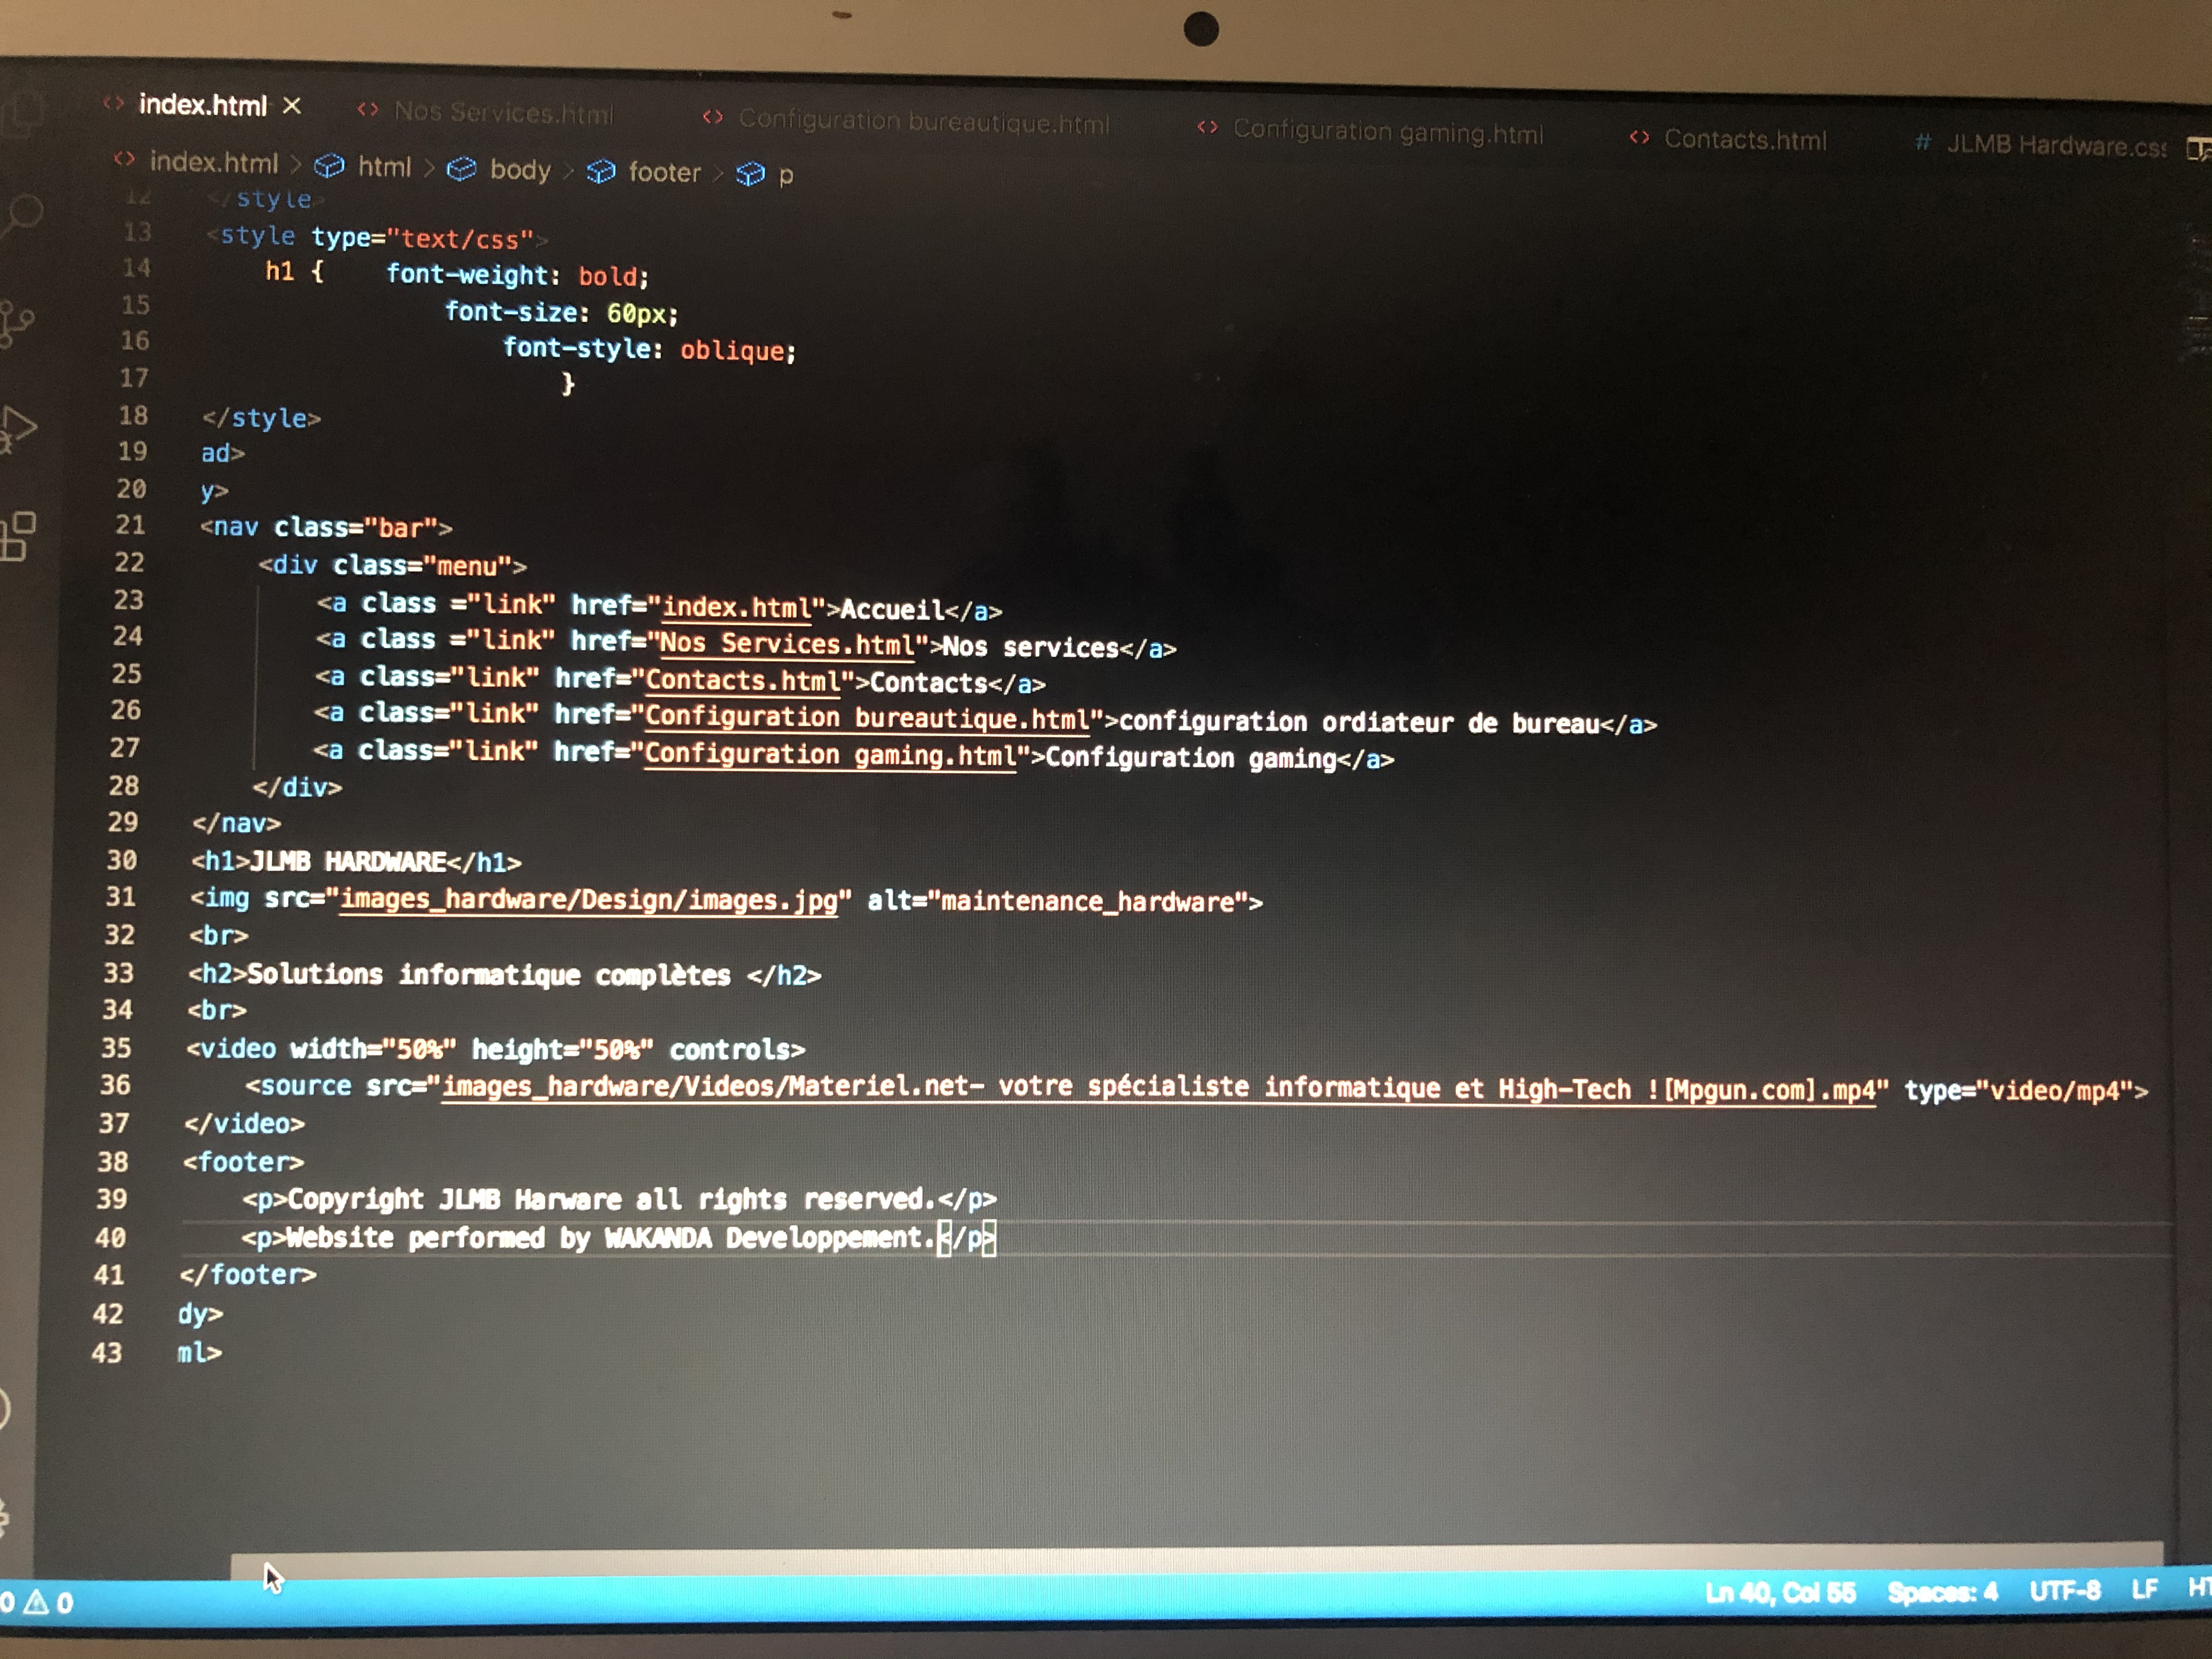 index.html ×
Nos Services.html
Configuration bureautique.html
Configuration gaming.html
Contacts.html
# JLMB Hardware.css
index.html > html > body > footer > p
12 </style>
13 <style type="text/css">
14 h1 { font-weight: bold;
15 font-size: 60px;
16 font-style: oblique;
17 }
18 </style>
19 ad>
20 y>
21 <nav class="bar">
22 <div class="menu">
23 <a class ="link" href="index.html">Accueil</a>
24 <a class ="link" href="Nos Services.html">Nos services</a>
25 <a class="link" href="Contacts.html">Contacts</a>
26 <a class="link" href="Configuration bureautique.html">configuration ordiateur de bureau</a>
27 <a class="link" href="Configuration gaming.html">Configuration gaming</a>
28 </div>
29 </nav>
30 <h1>JLMB HARDWARE</h1>
31 <img src="images_hardware/Design/images.jpg" alt="maintenance_hardware">
32 <br>
33 <h2>Solutions informatique complètes </h2>
34 <br>
35 <video width="50%" height="50%" controls>
36 <source src="images_hardware/Videos/Materiel.net- votre spécialiste informatique et High-Tech ![Mpgun.com].mp4" type="video/mp4">
37 </video>
38 <footer>
39 <p>Copyright JLMB Harware all rights reserved.</p>
40 <p>Website performed by WAKANDA Developpement.</p>
41 </footer>
42 dy>
43 ml>
0 0 Ln 40, Col 55 Spaces: 4 UTF-8 LF HT